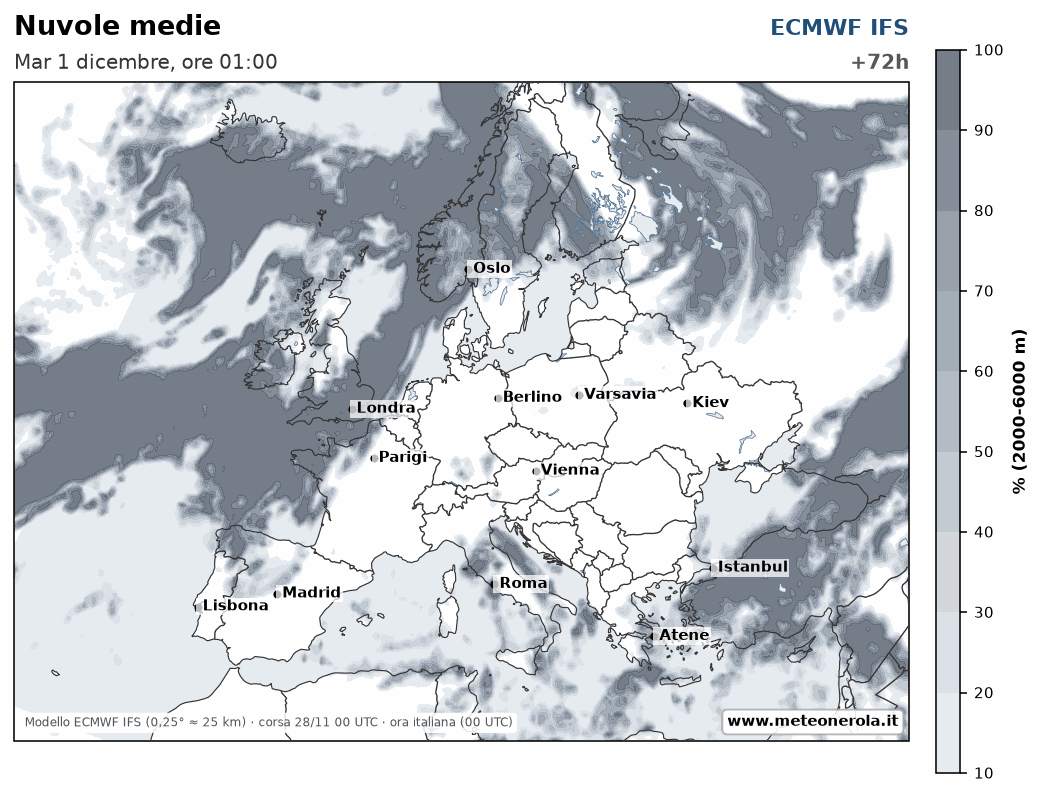 Nuvole medie
ECMWF IFS
Mar 1 dicembre, ore 01:00
+72h
100
90
80
70
60
50
40
30
20
10
% (2000-6000 m)
Oslo
Londra
Berlino
Varsavia
Kiev
Parigi
Vienna
Istanbul
Roma
Madrid
Lisbona
Atene
Modello ECMWF IFS (0,25° ≈ 25 km) · corsa 28/11 00 UTC · ora italiana (00 UTC)
www.meteonerola.it